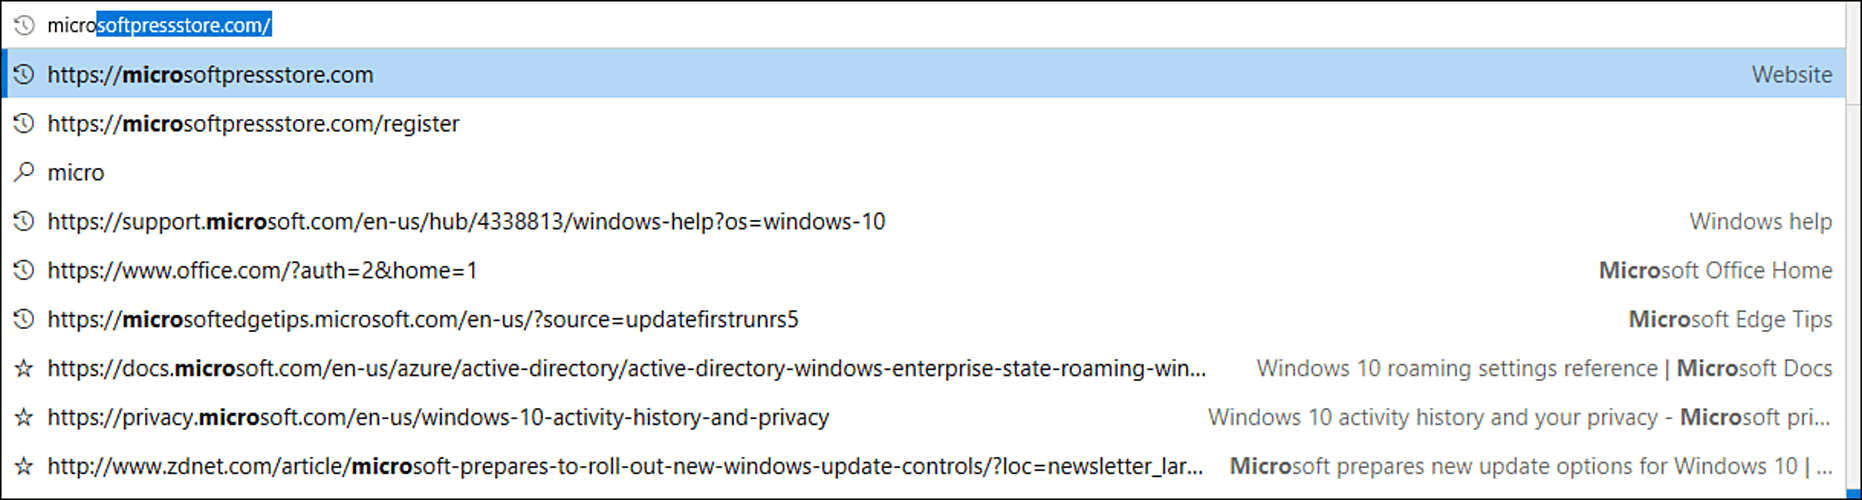 microsoftpressstore.com/
https://microsoftpressstore.com Website
https://microsoftpressstore.com/register
micro
https://support.microsoft.com/en-us/hub/4338813/windows-help?os=windows-10 Windows help
https://www.office.com/?auth=2&home=1 Microsoft Office Home
https://microsoftedgetips.microsoft.com/en-us/?source=updatefirstrunrs5 Microsoft Edge Tips
https://docs.microsoft.com/en-us/azure/active-directory/active-directory-windows-enterprise-state-roaming-win... Windows 10 roaming settings reference | Microsoft Docs
https://privacy.microsoft.com/en-us/windows-10-activity-history-and-privacy Windows 10 activity history and your privacy - Microsoft pri...
http://www.zdnet.com/article/microsoft-prepares-to-roll-out-new-windows-update-controls/?loc=newsletter_lar... Microsoft prepares new update options for Windows 10 | ...